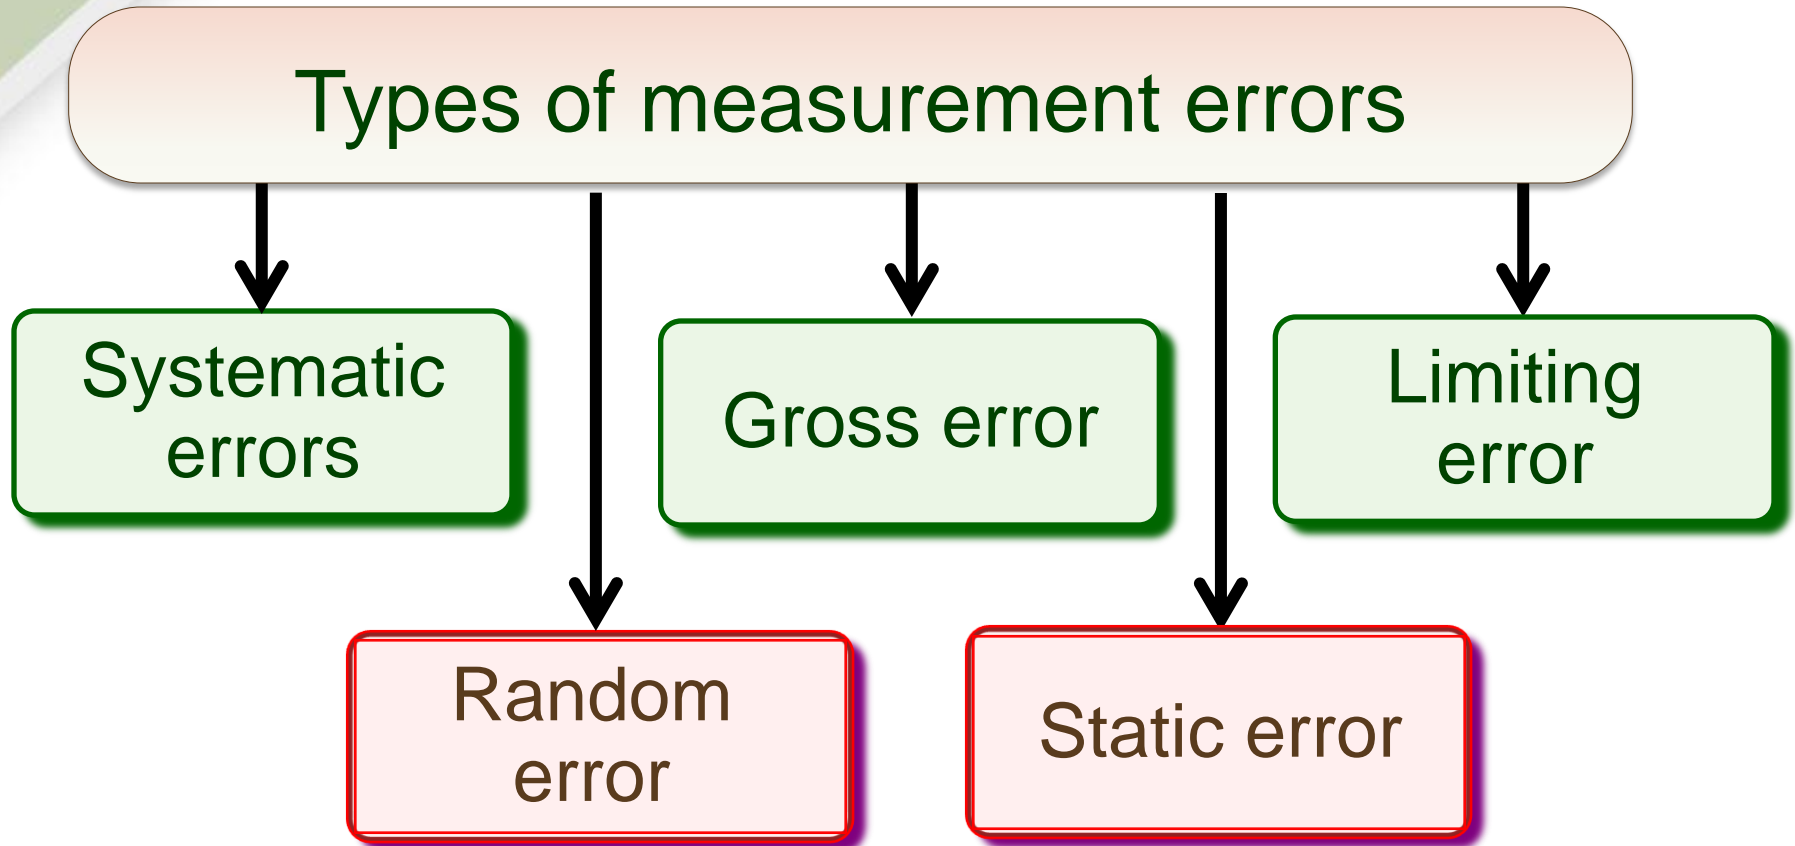 Types of measurement errors
Systematic
errors
Gross error
Limiting
error
Random
error
Static error